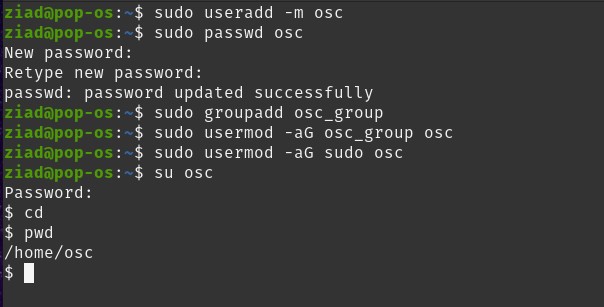 ziad@pop-os:~$ sudo useradd -m osc
ziad@pop-os:~$ sudo passwd osc
New password:
Retype new password:
passwd: password updated successfully
ziad@pop-os:~$ sudo groupadd osc_group
ziad@pop-os:~$ sudo usermod -aG osc_group osc
ziad@pop-os:~$ sudo usermod -aG sudo osc
ziad@pop-os:~$ su osc
Password:
$ cd
$ pwd
/home/osc
$